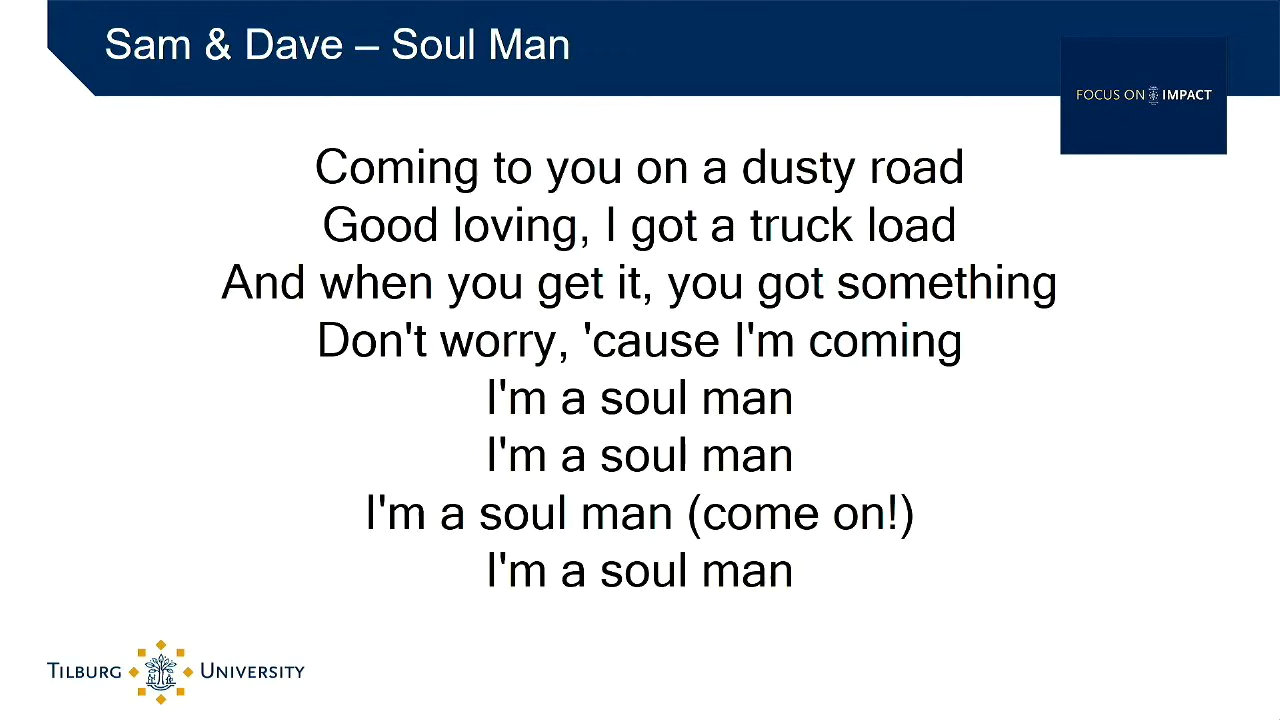 Sam & Dave – Soul Man
FOCUS ON IMPACT
Coming to you on a dusty road
Good loving, I got a truck load
And when you get it, you got something
Don't worry, 'cause I'm coming
I'm a soul man
I'm a soul man
I'm a soul man (come on!)
I'm a soul man
TILBURG UNIVERSITY